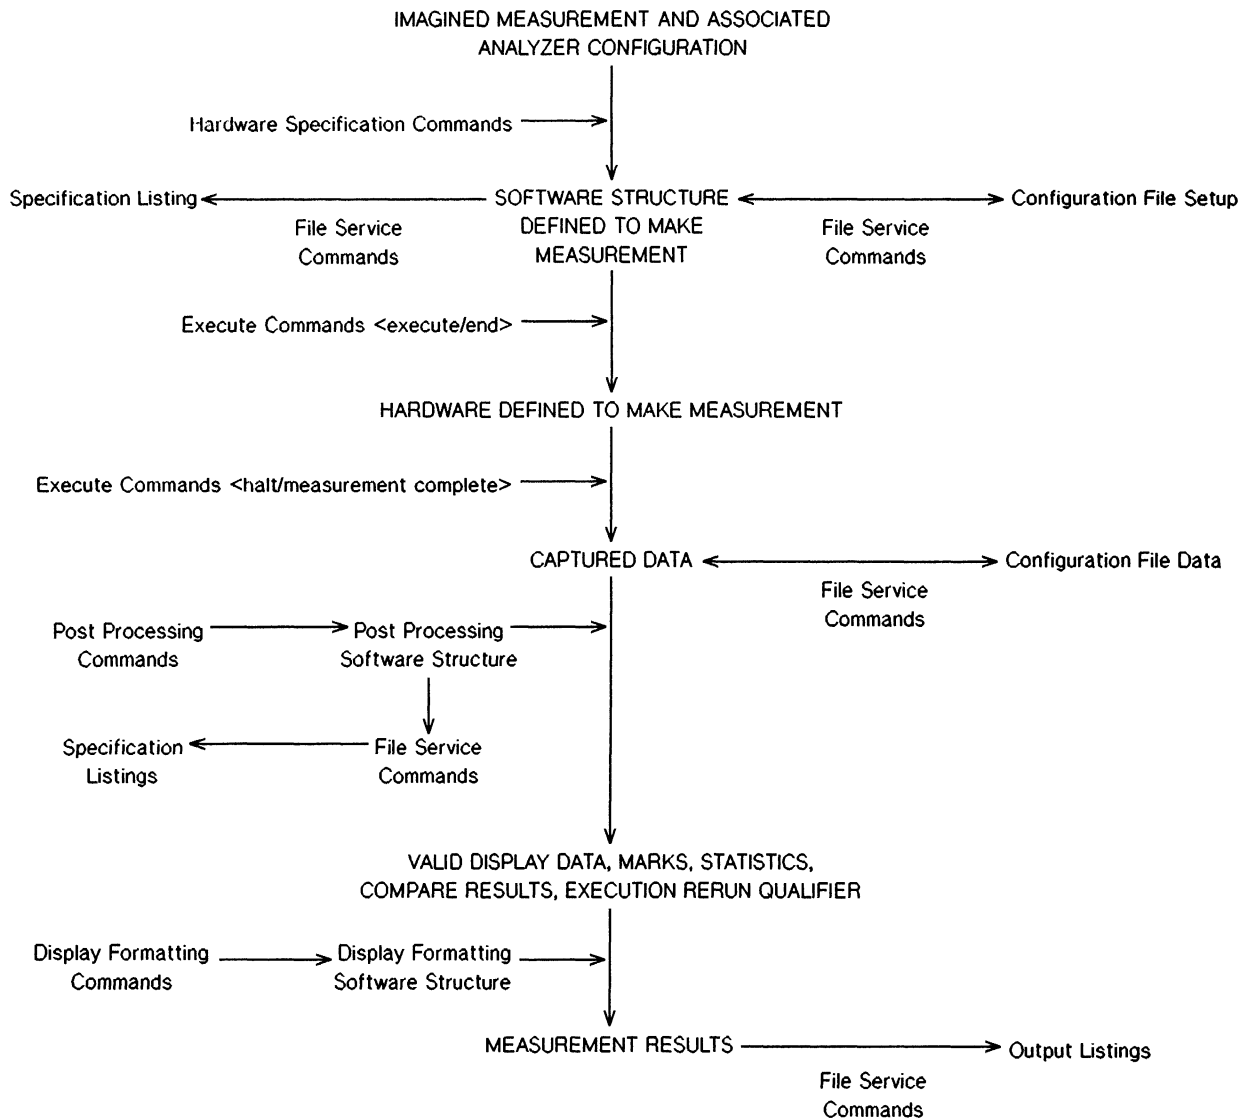 IMAGINED MEASUREMENT AND ASSOCIATED
ANALYZER CONFIGURATION
Hardware Specification Commands
Specification Listing
SOFTWARE STRUCTURE
DEFINED TO MAKE
MEASUREMENT
Configuration File Setup
File Service
Commands
File Service
Commands
Execute Commands <execute/end>
HARDWARE DEFINED TO MAKE MEASUREMENT
Execute Commands <halt/measurement complete>
CAPTURED DATA
Configuration File Data
File Service
Commands
Post Processing
Commands
Post Processing
Software Structure
Specification
Listings
File Service
Commands
VALID DISPLAY DATA, MARKS, STATISTICS,
COMPARE RESULTS, EXECUTION RERUN QUALIFIER
Display Formatting
Commands
Display Formatting
Software Structure
MEASUREMENT RESULTS
Output Listings
File Service
Commands